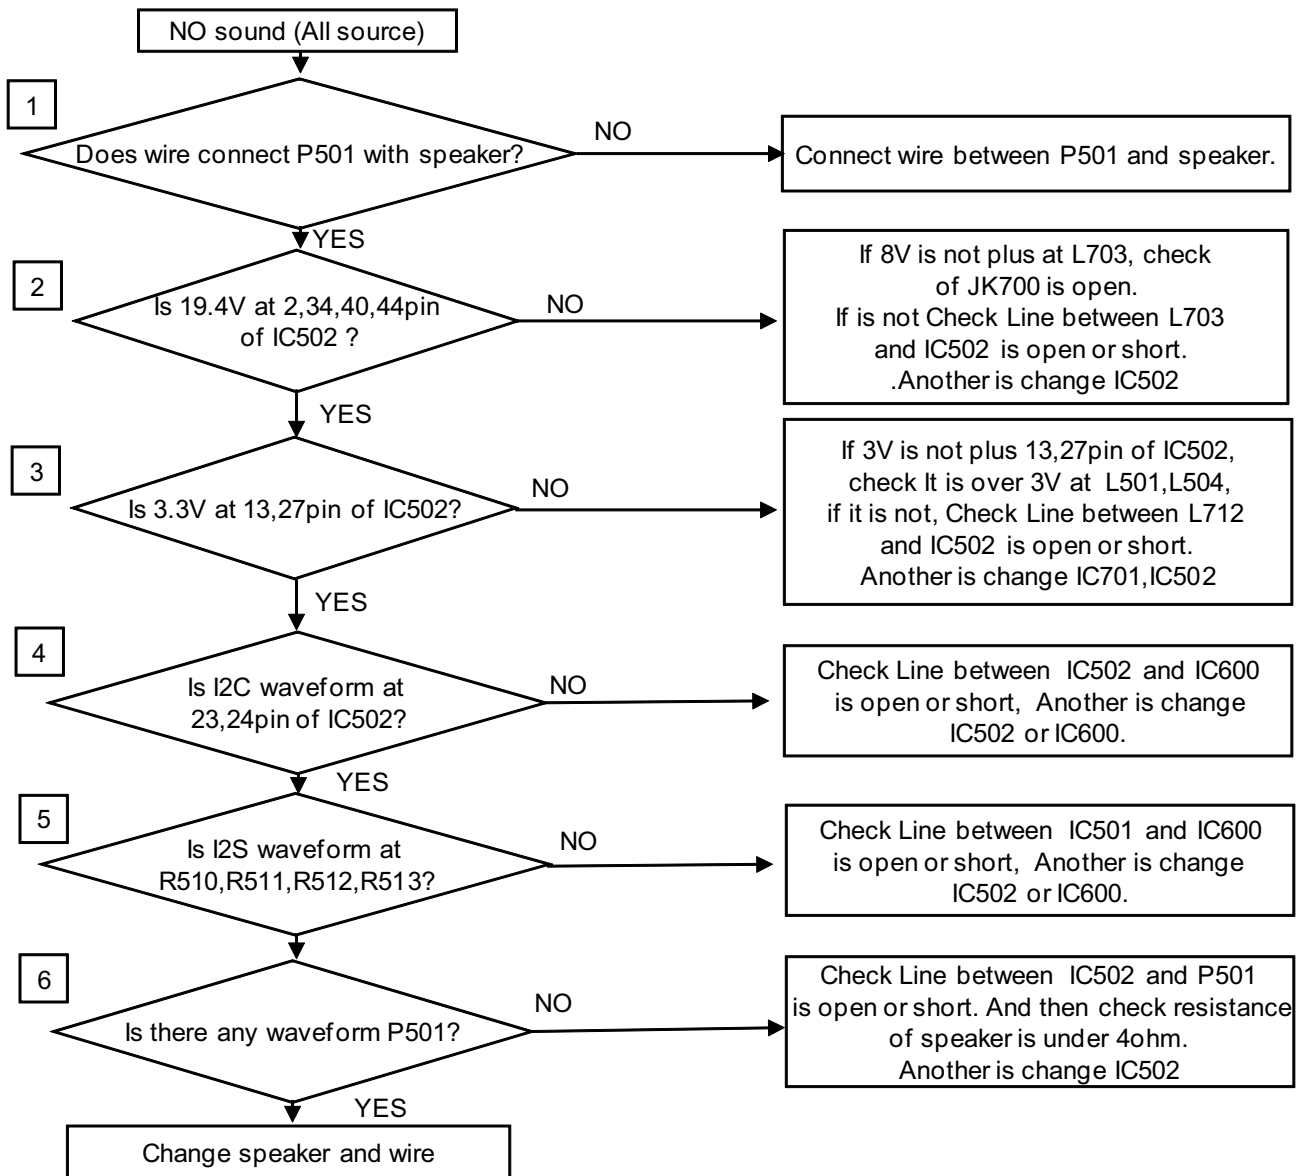 NO sound (All source)
1
Does wire connect P501 with speaker?
NO
Connect wire between P501 and speaker.
YES
2
Is 19.4V at 2,34,40,44pin
of IC502 ?
NO
If 8V is not plus at L703, check
of JK700 is open.
If is not Check Line between L703
and IC502 is open or short.
.Another is change IC502
YES
3
Is 3.3V at 13,27pin of IC502?
NO
If 3V is not plus 13,27pin of IC502,
check It is over 3V at L501,L504,
if it is not, Check Line between L712
and IC502 is open or short.
Another is change IC701,IC502
YES
4
Is I2C waveform at
23,24pin of IC502?
NO
Check Line between IC502 and IC600
is open or short, Another is change
IC502 or IC600.
YES
5
Is I2S waveform at
R510,R511,R512,R513?
NO
Check Line between IC501 and IC600
is open or short, Another is change
IC502 or IC600.
6
Is there any waveform P501?
NO
Check Line between IC502 and P501
is open or short. And then check resistance
of speaker is under 4ohm.
Another is change IC502
YES
Change speaker and wire